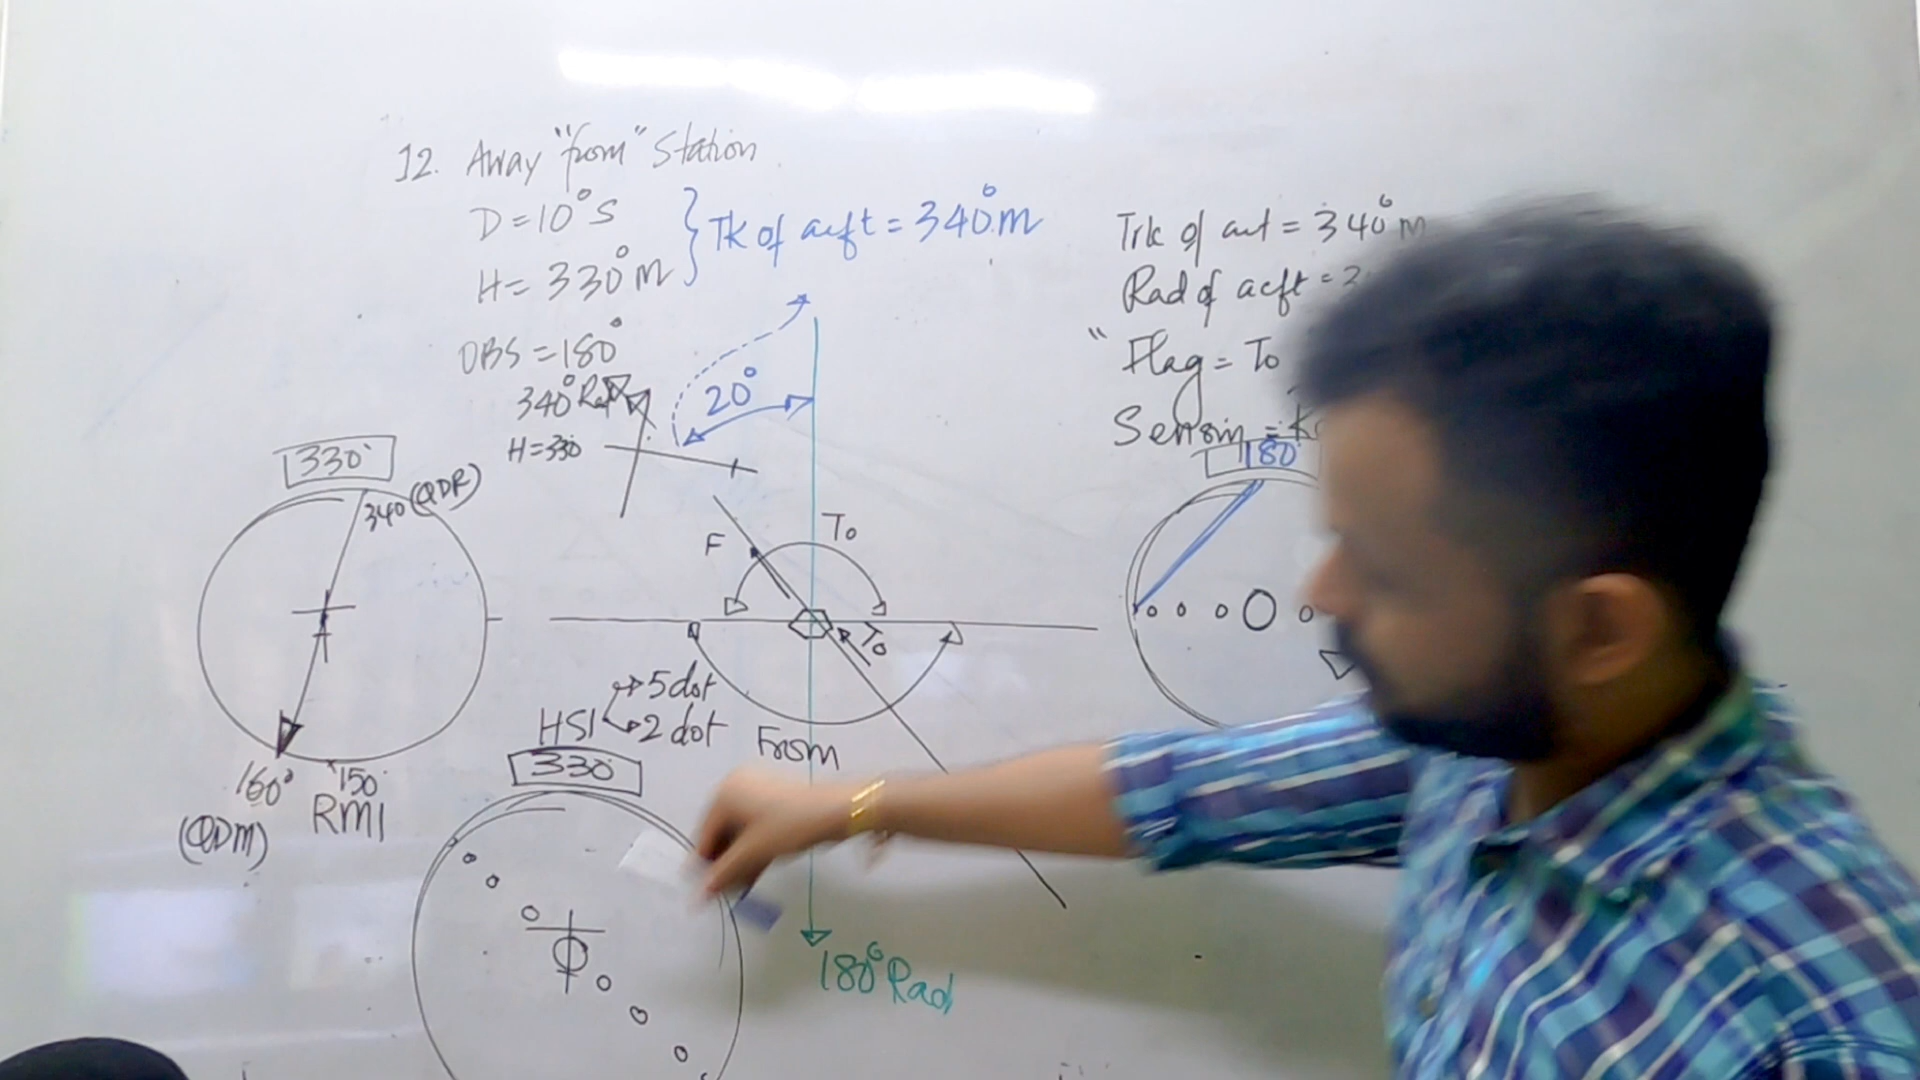 12. Away "from" Station
D = 10° S
H = 330° M
} Tk of acft = 340° M
OBS = 180°
340° Rad
H = 330
20°
330°
340 (QDR)
160°
150
(QDM)
RMI
F
To
To
From
HSI
5 dot
2 dot
330
180° Rad
Trk of acft = 340° M
Rad of acft = 3
" Flag = To
180